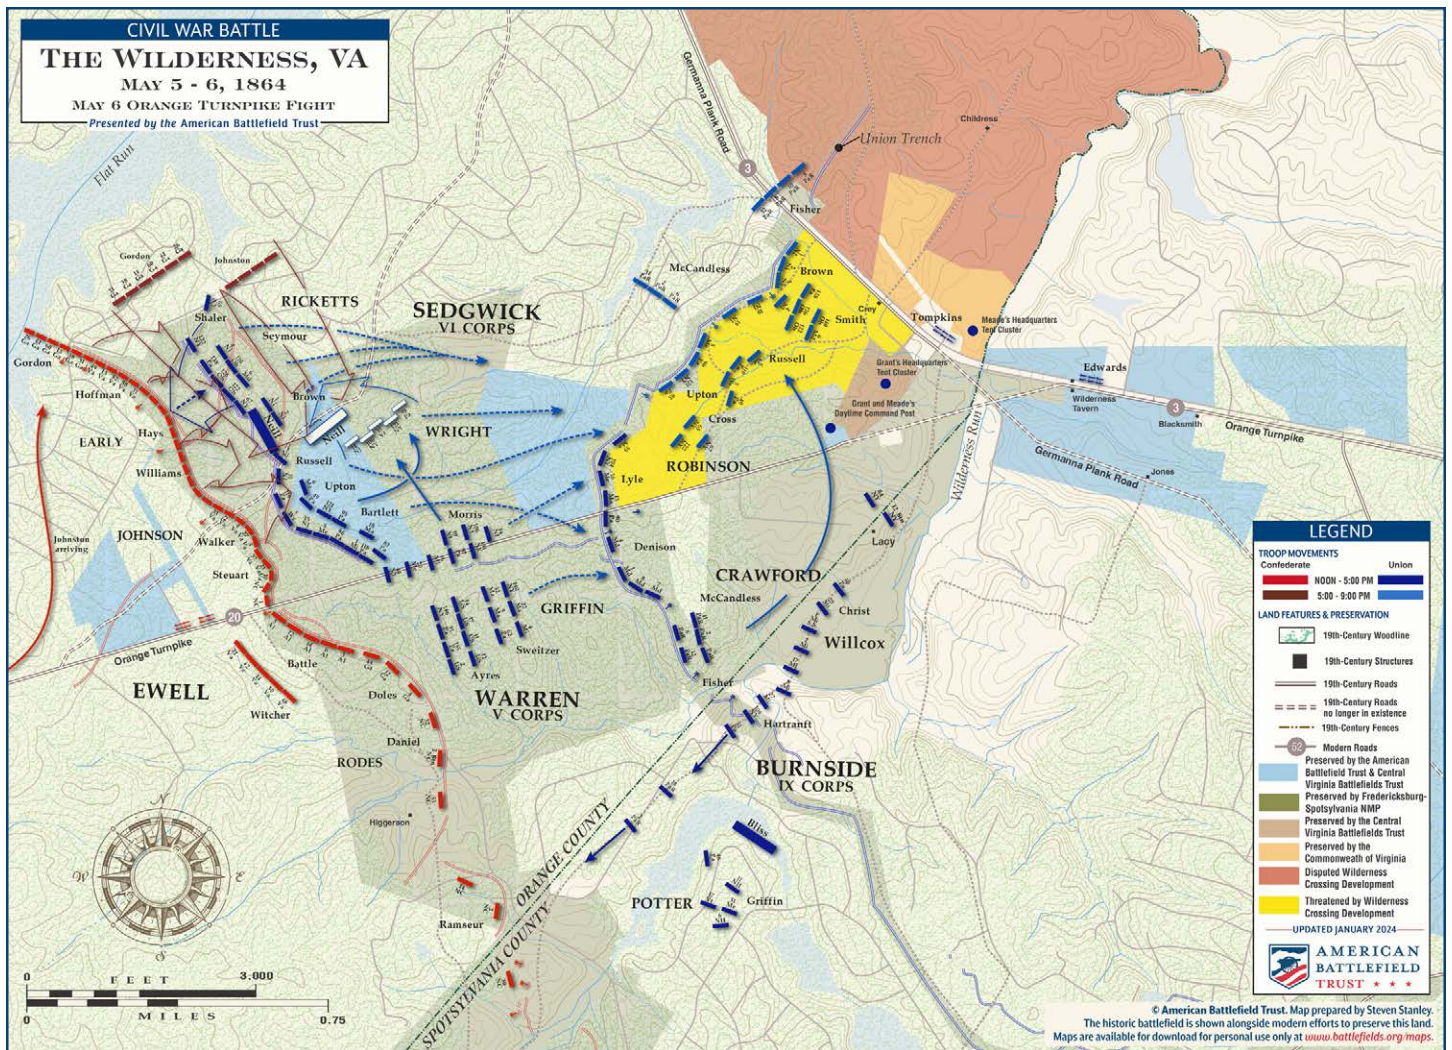 CIVIL WAR BATTLE
THE WILDERNESS, VA
MAY 5 - 6, 1864
MAY 6 ORANGE TURNPIKE FIGHT
Presented by the American Battlefield Trust
Flat Run
Germanna Plank Road
3
Union Trench
Childress
Fisher
McCandless
Brown
Smith
Crey
Tompkins
Meade's Headquarters
Tent Cluster
Russell
Grant's Headquarters
Tent Cluster
Upton
Cross
Grant and Meade's
Daytime Command Post
Edwards
Wilderness
Tavern
3
Blacksmith
Orange Turnpike
Germanna Plank Road
Jones
Wilderness Run
ROBINSON
Lyle
Gordon
Johnston
RICKETTS
SEDGWICK
VI CORPS
Shaler
Seymour
Gordon
Hoffman
Brown
Neill
Neill
WRIGHT
EARLY
Hays
Williams
Russell
Upton
Bartlett
Morris
Johnston
arriving
JOHNSON
Walker
Steuart
Denison
Lacy
CRAWFORD
McCandless
Christ
Willcox
GRIFFIN
Sweitzer
Ayres
20
Orange Turnpike
Battle
EWELL
Witcher
Doles
WARREN
V CORPS
Fisher
Hartranft
Daniel
RODES
BURNSIDE
IX CORPS
Higgerson
Bliss
POTTER
Griffin
Ramseur
ORANGE COUNTY
SPOTSYLVANIA COUNTY
N
W
E
S
0
FEET
3,000
MILES
0
0.75
LEGEND
TROOP MOVEMENTS
Confederate
Union
NOON - 5:00 PM
5:00 - 9:00 PM
LAND FEATURES & PRESERVATION
19th-Century Woodline
19th-Century Structures
19th-Century Roads
19th-Century Roads
no longer in existence
19th-Century Fences
52
Modern Roads
Preserved by the American
Battlefield Trust & Central
Virginia Battlefields Trust
Preserved by Fredericksburg-
Spotsylvania NMP
Preserved by the Central
Virginia Battlefields Trust
Preserved by the
Commonweath of Virginia
Disputed Wilderness
Crossing Development
Threatened by Wilderness
Crossing Development
UPDATED JANUARY 2024
AMERICAN
BATTLEFIELD
TRUST
© American Battlefield Trust. Map prepared by Steven Stanley.
The historic battlefield is shown alongside modern efforts to preserve this land.
Maps are available for download for personal use only at www.battlefields.org/maps.